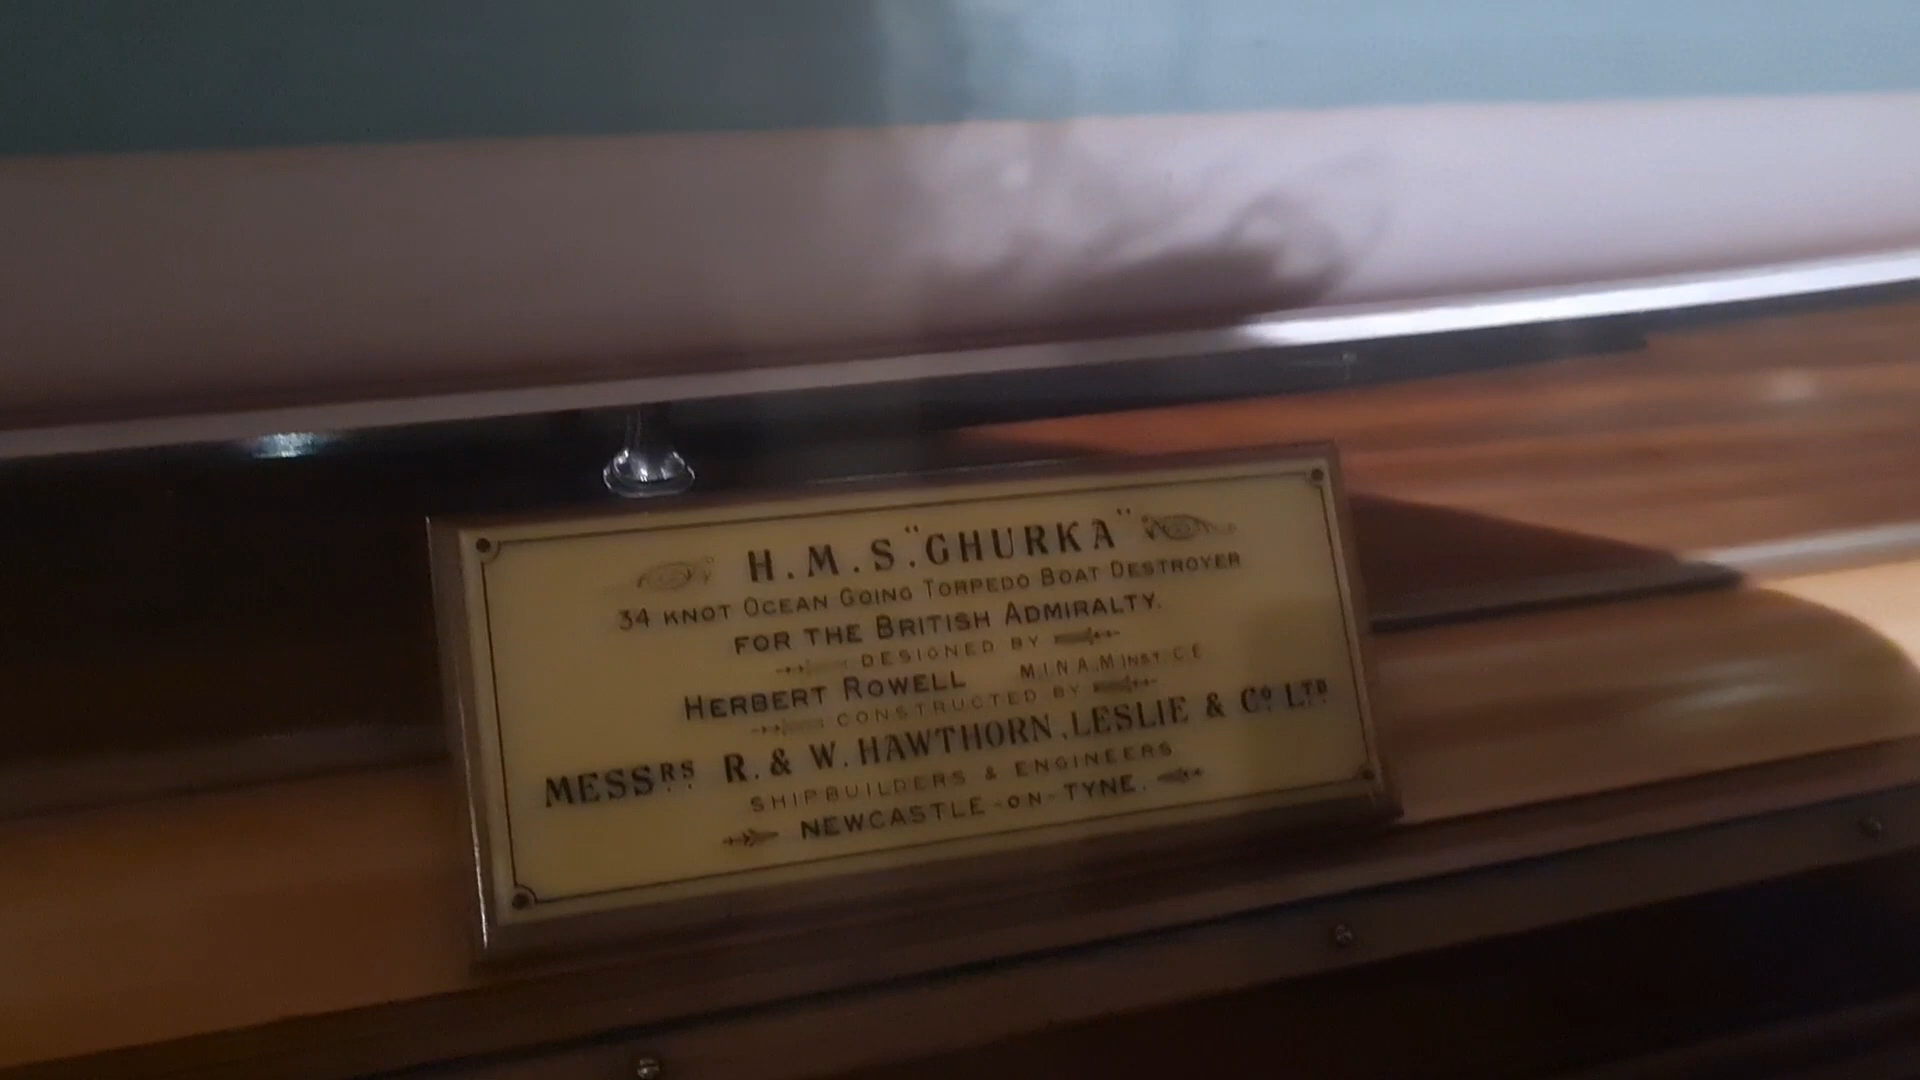 H.M.S. "GHURKA"
34 KNOT OCEAN GOING TORPEDO BOAT DESTROYER
FOR THE BRITISH ADMIRALTY.
DESIGNED BY
HERBERT ROWELL M.I.N.A. M INST. C.E
CONSTRUCTED BY
MESSRS R. & W. HAWTHORN, LESLIE & CO LTD
SHIPBUILDERS & ENGINEERS
NEWCASTLE-ON-TYNE.